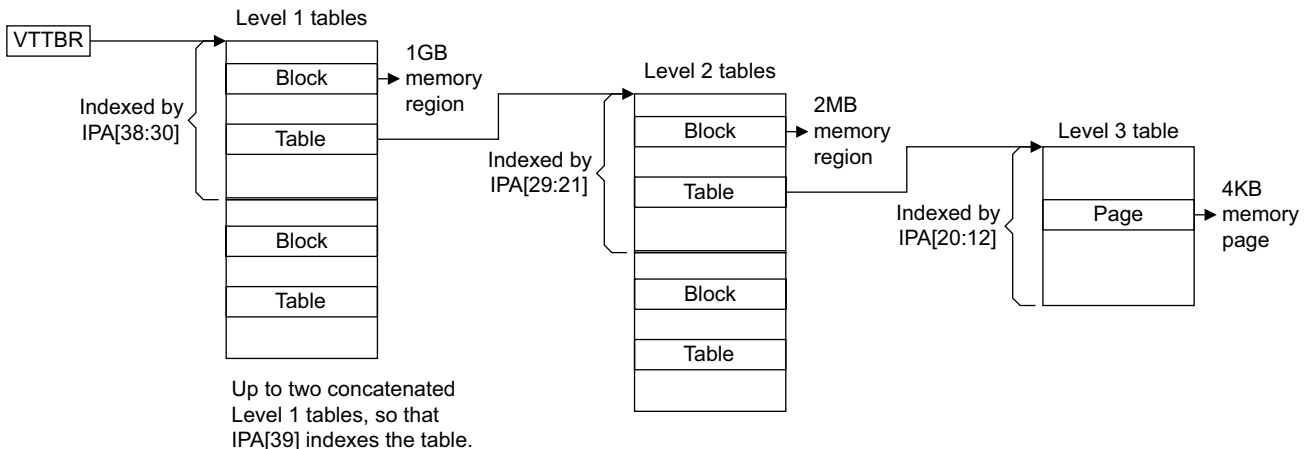 VTTBR
Level 1 tables
Indexed by
IPA[38:30]
Block
Table
Block
Table
1GB
memory
region
Up to two concatenated
Level 1 tables, so that
IPA[39] indexes the table.
Level 2 tables
Indexed by
IPA[29:21]
Block
Table
Block
Table
2MB
memory
region
Level 3 table
Indexed by
IPA[20:12]
Page
4KB
memory
page